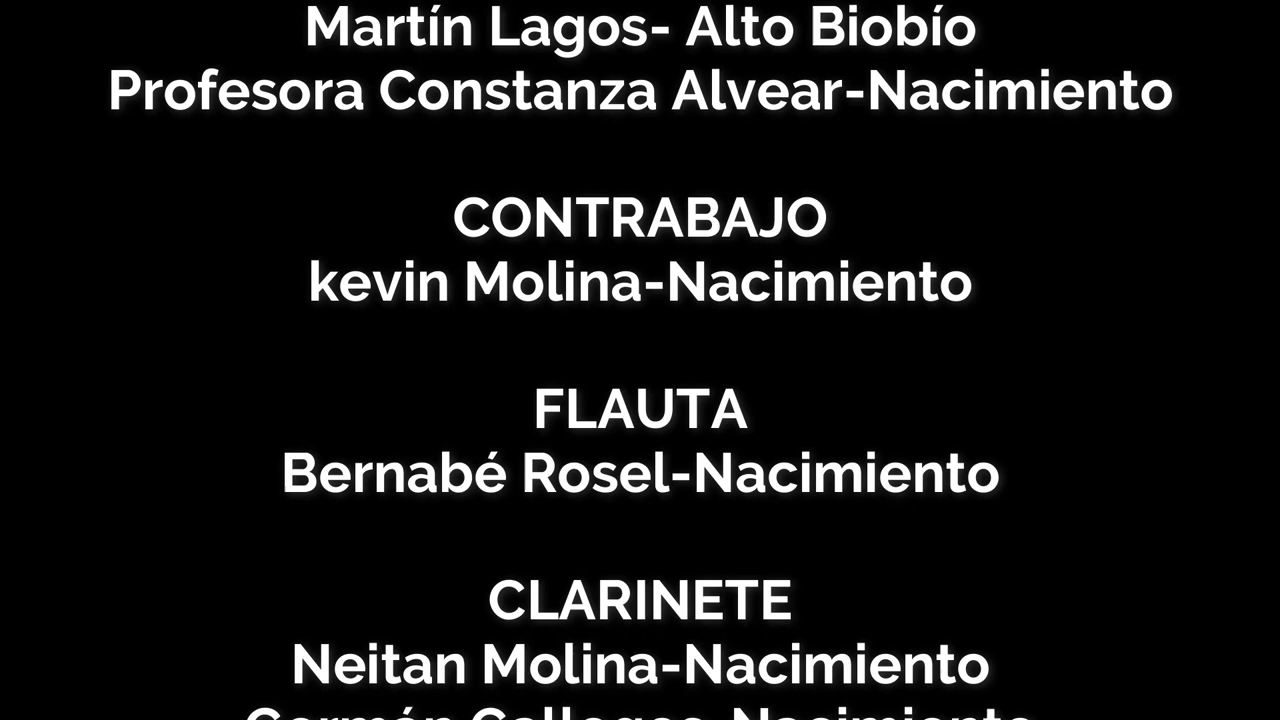 Martín Lagos- Alto Biobío
Profesora Constanza Alvear-Nacimiento
CONTRABAJO
kevin Molina-Nacimiento
FLAUTA
Bernabé Rosel-Nacimiento
CLARINETE
Neitan Molina-Nacimiento